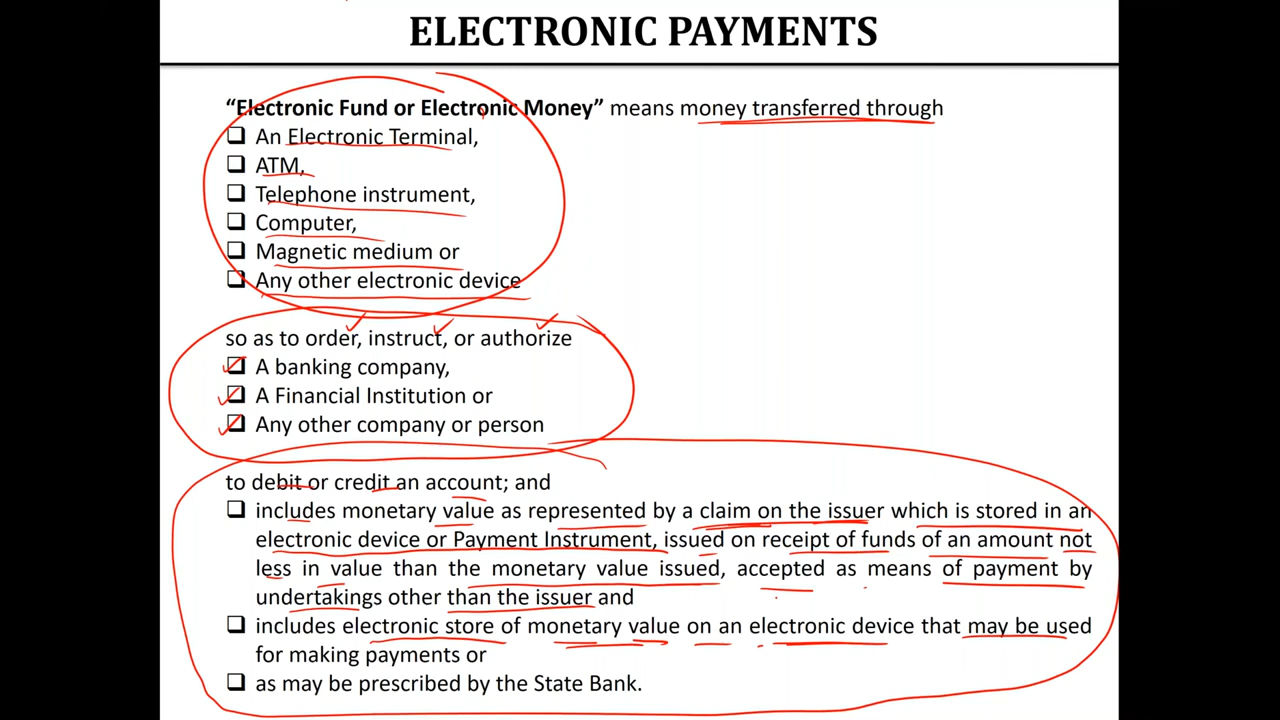 ELECTRONIC PAYMENTS
“Electronic Fund or Electronic Money” means money transferred through
❑ An Electronic Terminal,
❑ ATM,
❑ Telephone instrument,
❑ Computer,
❑ Magnetic medium or
❑ Any other electronic device
so as to order, instruct, or authorize
❑ A banking company,
❑ A Financial Institution or
❑ Any other company or person
to debit or credit an account; and
❑ includes monetary value as represented by a claim on the issuer which is stored in an
electronic device or Payment Instrument, issued on receipt of funds of an amount not
less in value than the monetary value issued, accepted as means of payment by
undertakings other than the issuer and
❑ includes electronic store of monetary value on an electronic device that may be used
for making payments or
❑ as may be prescribed by the State Bank.